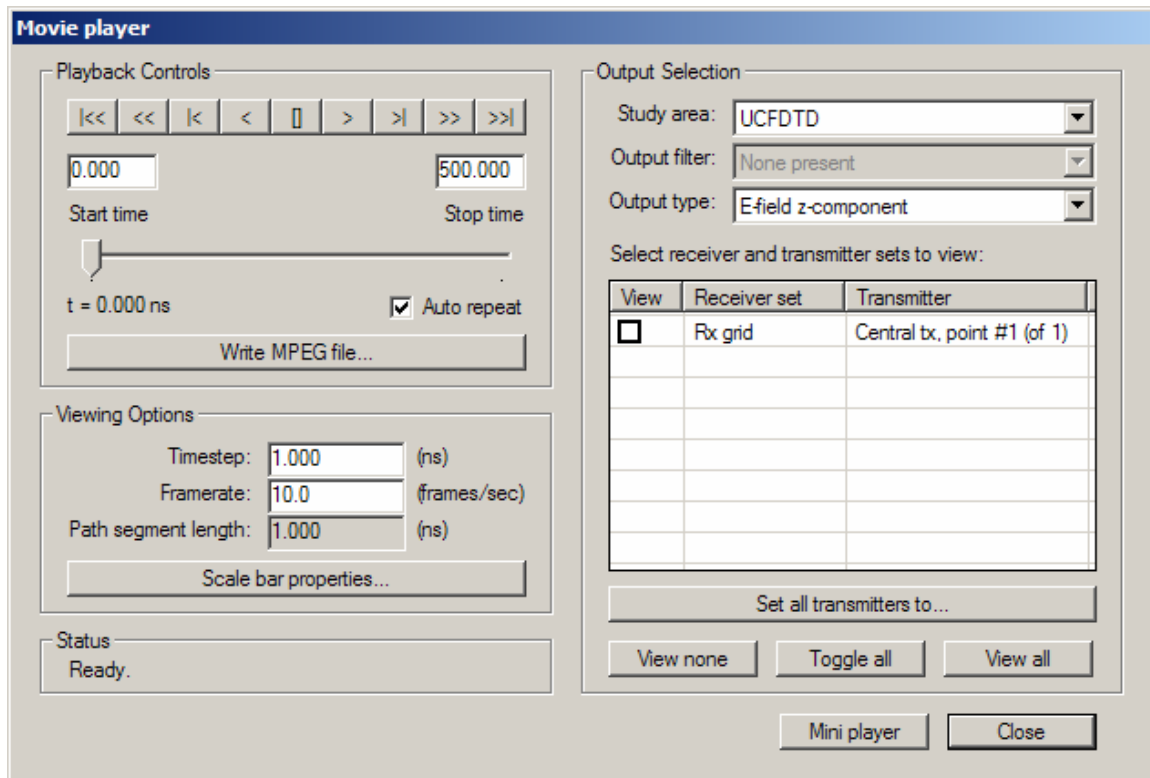 Movie player
Playback Controls
|<< << |< < [] > >| >> >>|
0.000 500.000
Start time Stop time
t = 0.000 ns Auto repeat
Write MPEG file...
Viewing Options
Timestep: 1.000 (ns)
Framerate: 10.0 (frames/sec)
Path segment length: 1.000 (ns)
Scale bar properties...
Status
Ready.
Output Selection
Study area: UCFDTD
Output filter: None present
Output type: E-field z-component
Select receiver and transmitter sets to view:
View Receiver set Transmitter
Rx grid Central tx, point #1 (of 1)
Set all transmitters to...
View none Toggle all View all
Mini player Close